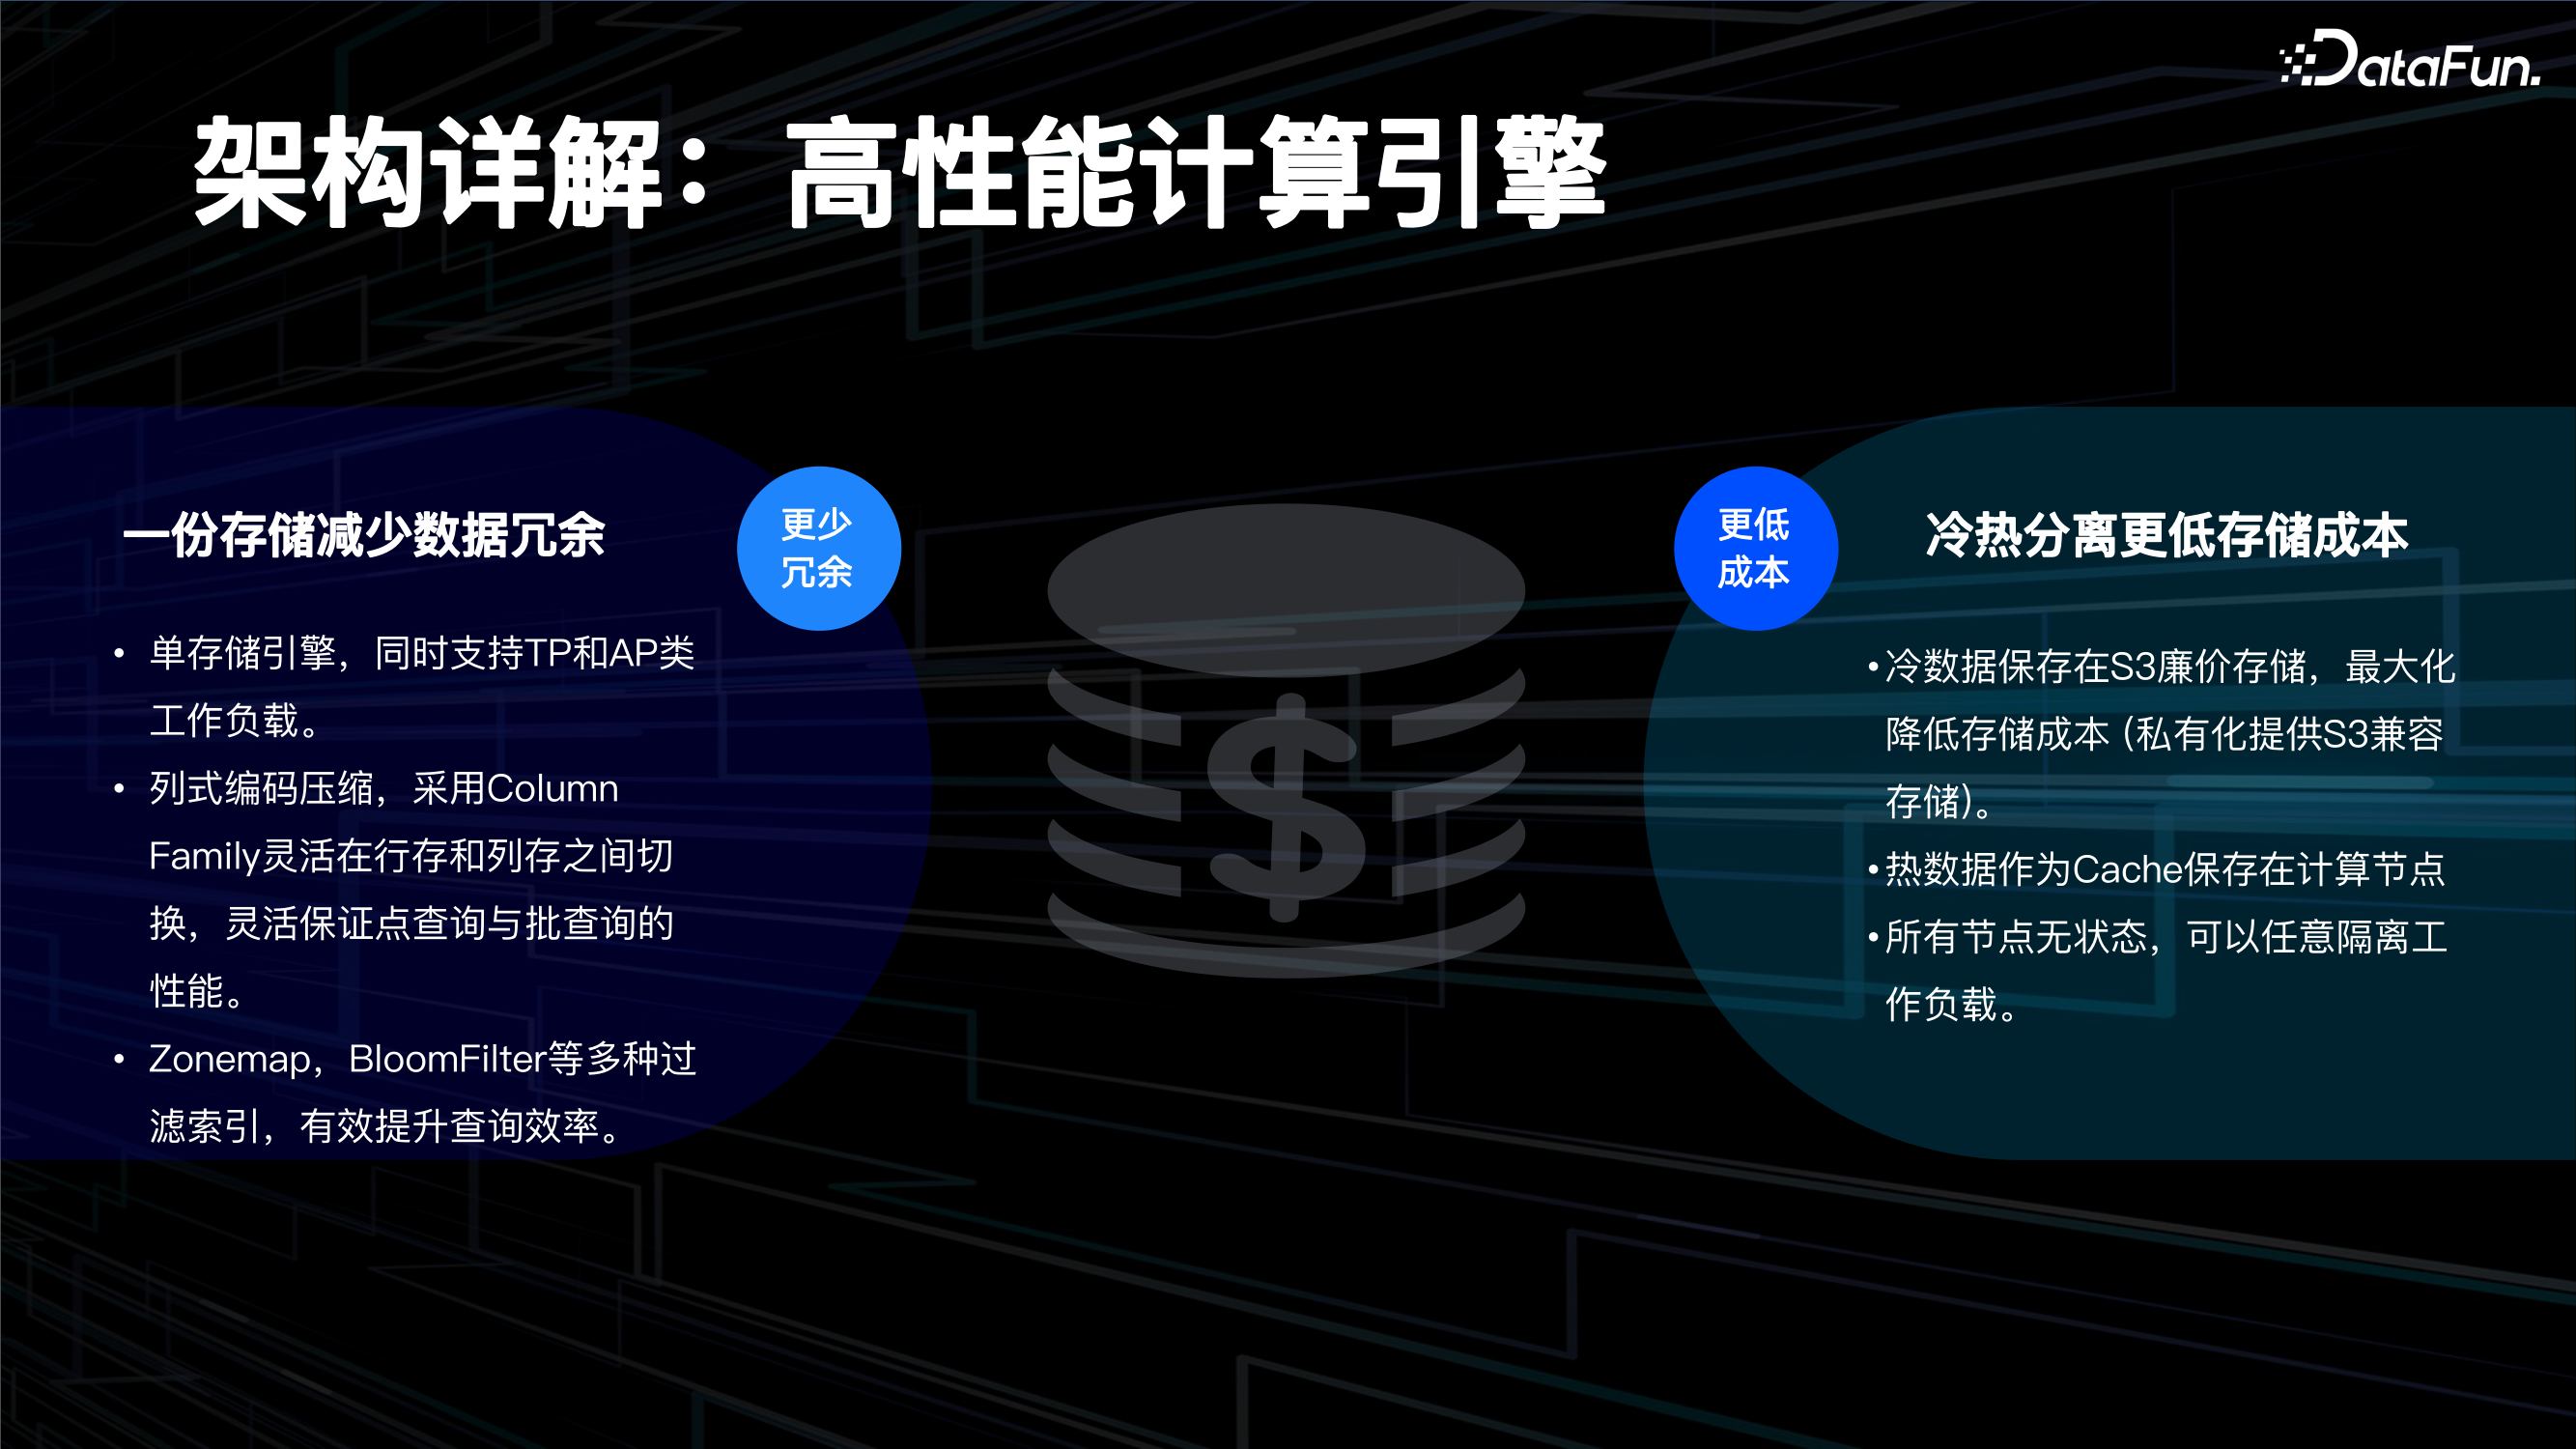 DataFun.
架构详解：高性能计算引擎
一份存储减少数据冗余
更少
冗余
• 单存储引擎，同时支持TP和AP类
工作负载。
• 列式编码压缩，采用Column
Family灵活在行存和列存之间切
换，灵活保证点查询与批查询的
性能。
• Zonemap，BloomFilter等多种过
滤索引，有效提升查询效率。
$
更低
成本
冷热分离更低存储成本
•冷数据保存在S3廉价存储，最大化
降低存储成本 (私有化提供S3兼容
存储)。
•热数据作为Cache保存在计算节点
•所有节点无状态，可以任意隔离工
作负载。